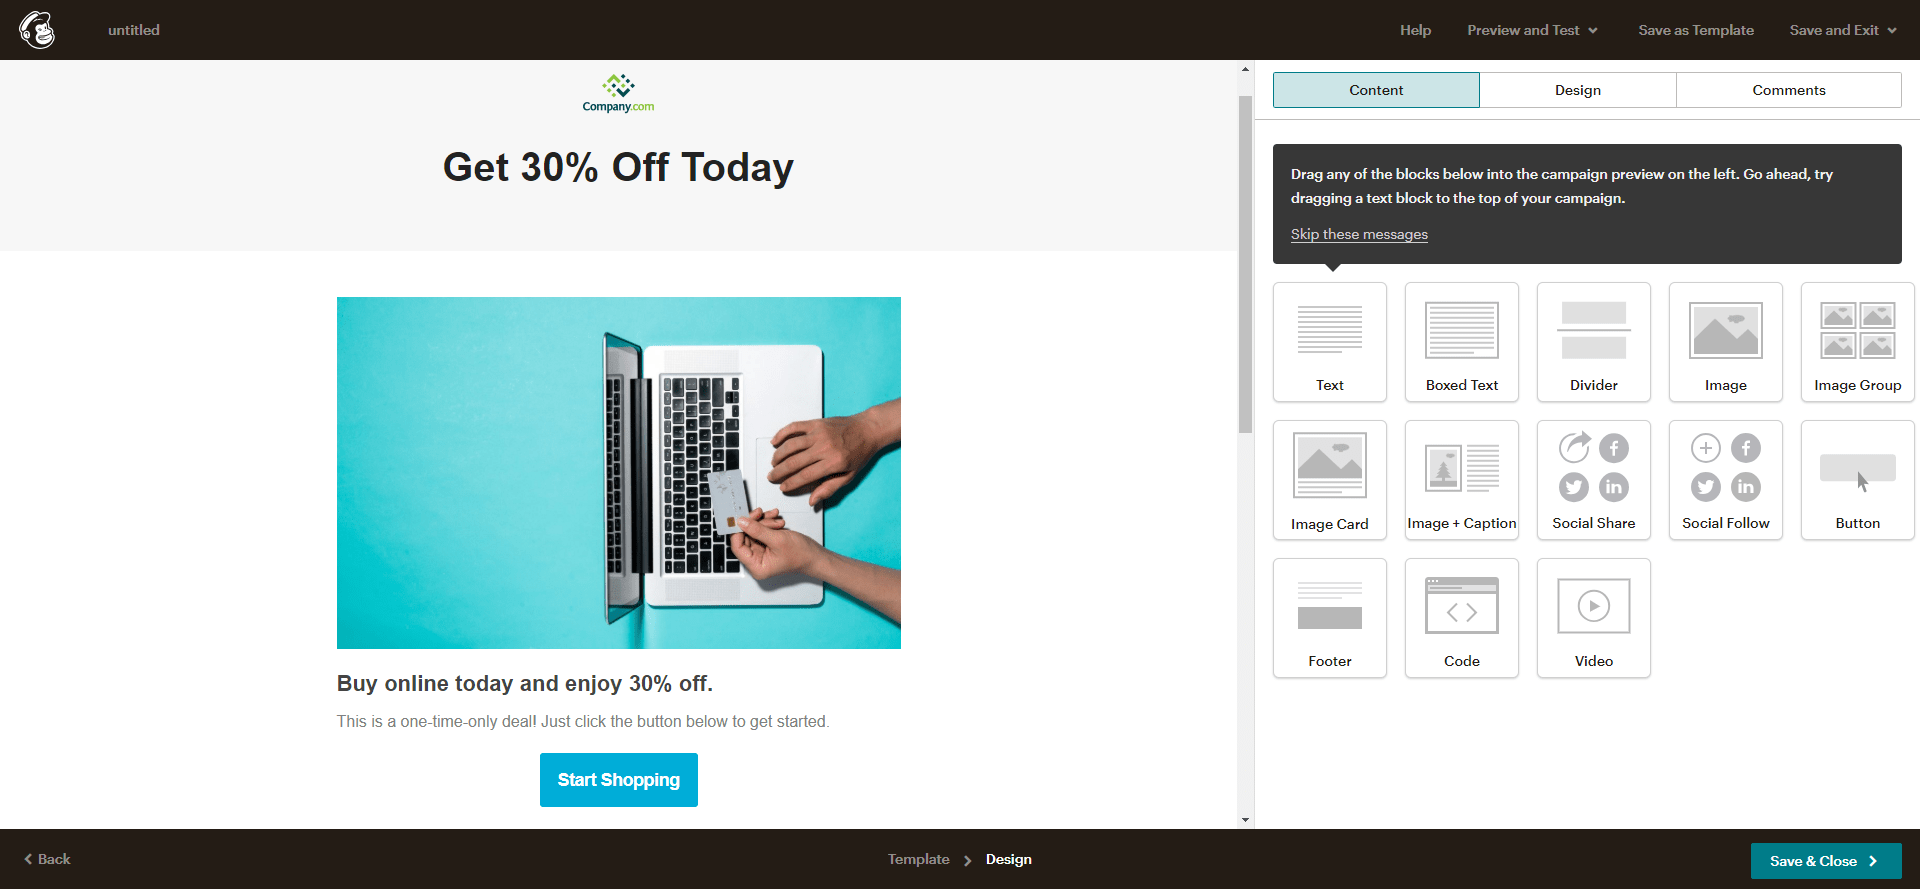 untitled
Help
Preview and Test
Save as Template
Save and Exit
Company.com
Get 30% Off Today
Buy online today and enjoy 30% off.
This is a one-time-only deal! Just click the button below to get started.
Start Shopping
Content
Design
Comments
Drag any of the blocks below into the campaign preview on the left. Go ahead, try
dragging a text block to the top of your campaign.
Skip these messages
Text
Boxed Text
Divider
Image
Image Group
Image Card
Image + Caption
Social Share
Social Follow
Button
Footer
Code
Video
Back
Template
Design
Save & Close